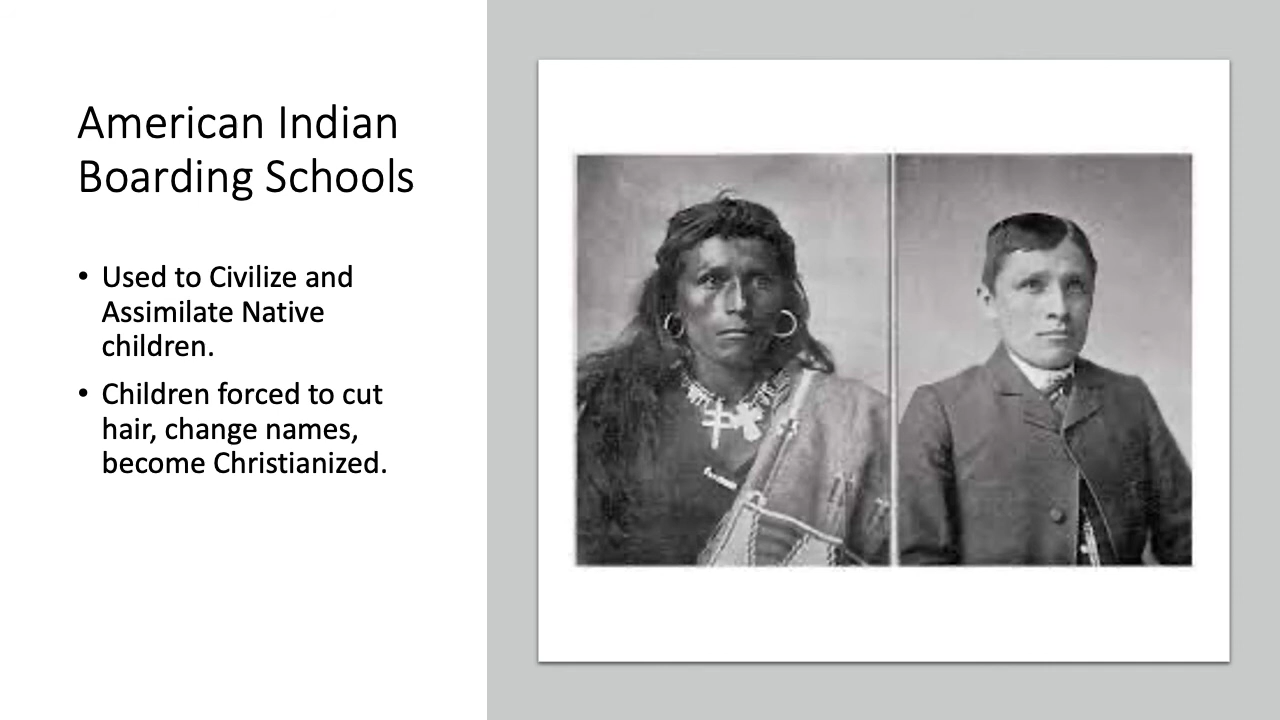 American Indian
Boarding Schools
• Used to Civilize and
Assimilate Native
children.
• Children forced to cut
hair, change names,
become Christianized.